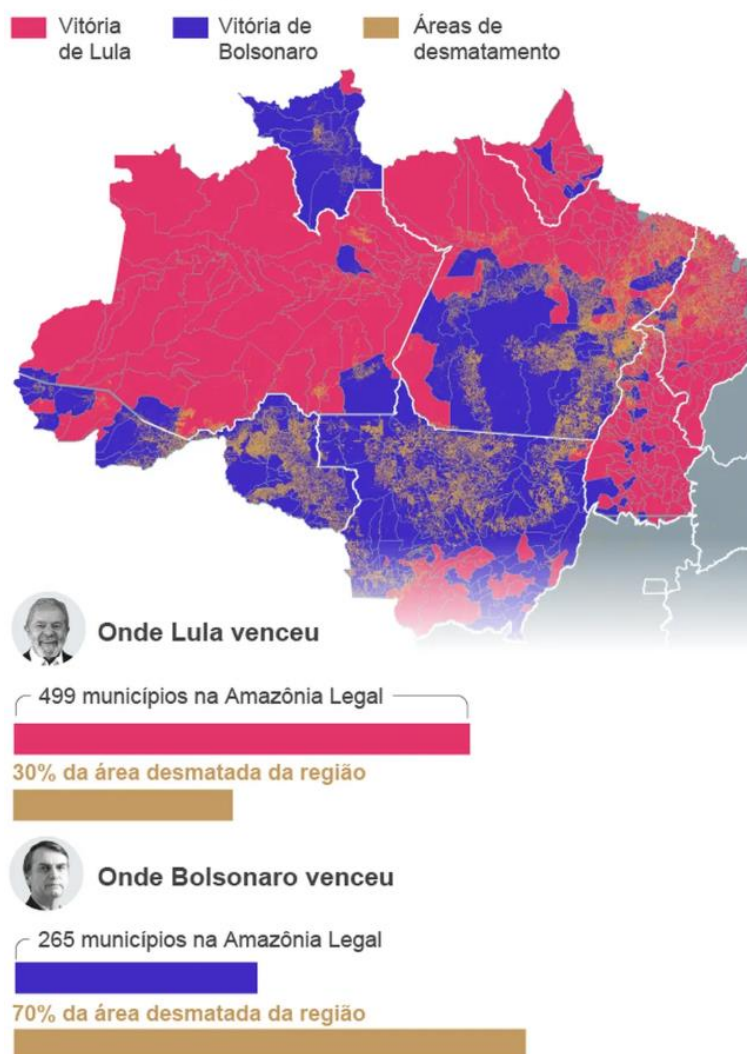 Vitória de Lula
Vitória de Bolsonaro
Áreas de desmatamento
Onde Lula venceu
499 municípios na Amazônia Legal
30% da área desmatada da região
Onde Bolsonaro venceu
265 municípios na Amazônia Legal
70% da área desmatada da região